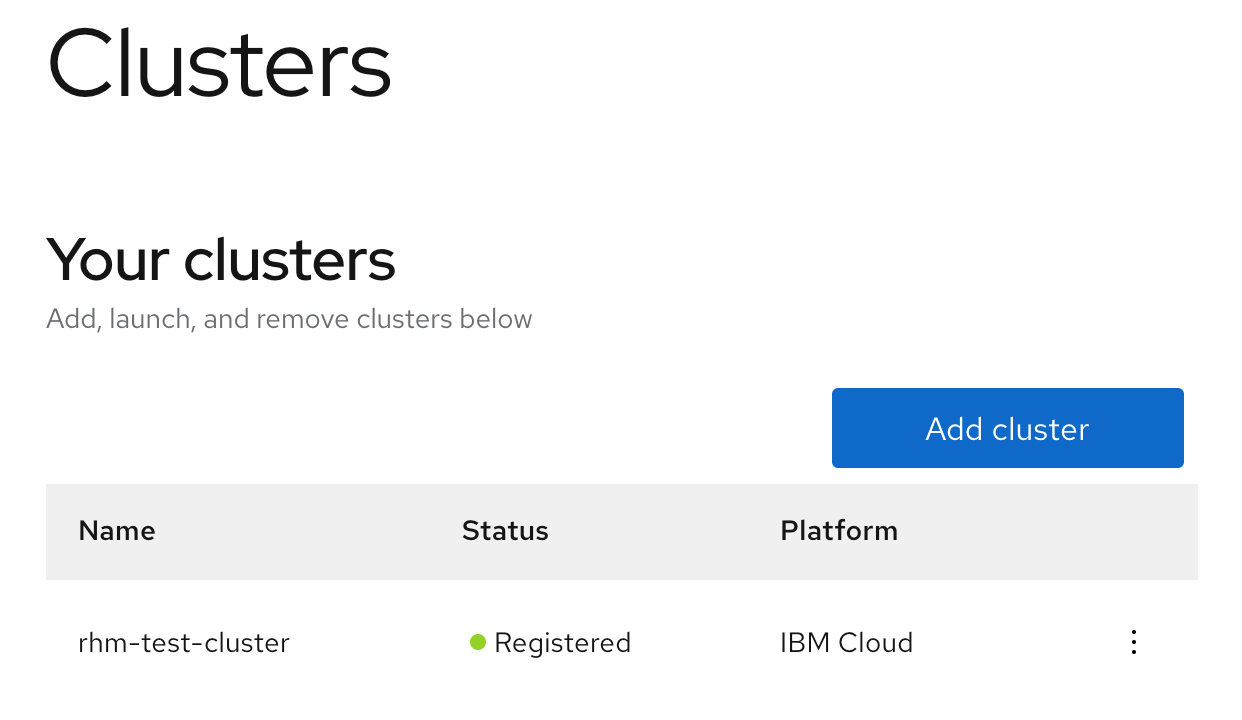 Clusters
Your clusters
Add, launch, and remove clusters below
Add cluster
Name Status Platform
rhm-test-cluster Registered IBM Cloud